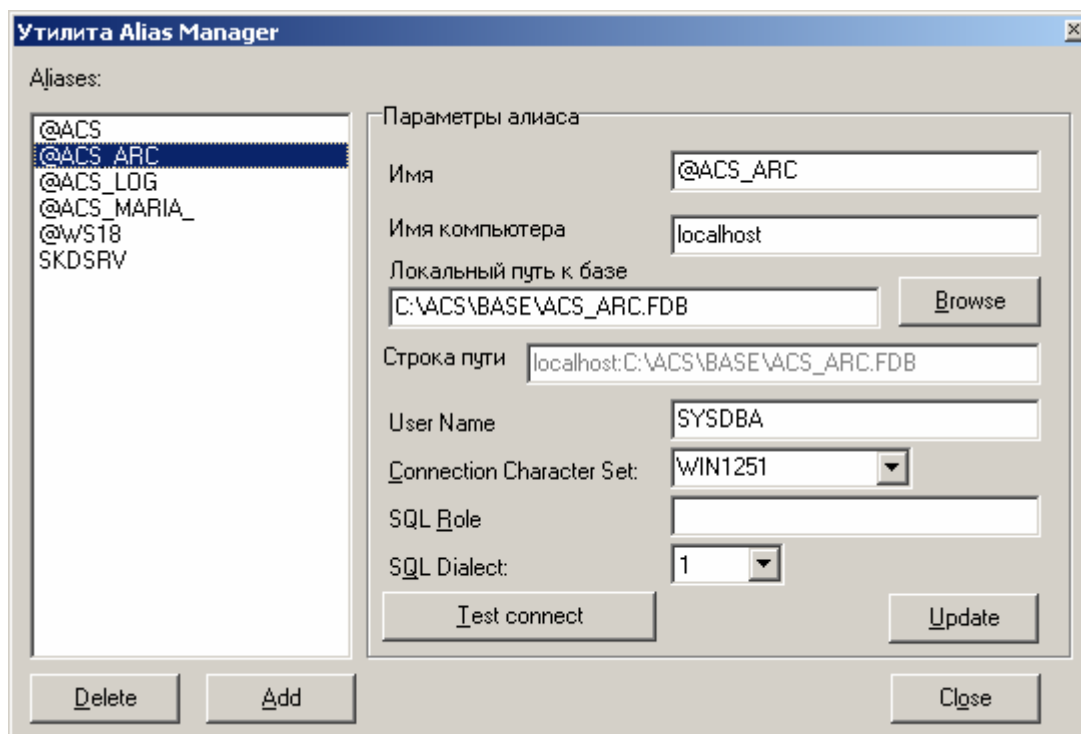 Утилита Alias Manager
Aliases:
@ACS
@ACS_ARC
@ACS_LOG
@ACS_MARIA_
@WS18
SKDSRV
Параметры алиаса
Имя
@ACS_ARC
Имя компьютера
localhost
Локальный путь к базе
C:\ACS\BASE\ACS_ARC.FDB
Browse
Строка пути
localhost:C:\ACS\BASE\ACS_ARC.FDB
User Name
SYSDBA
Connection Character Set:
WIN1251
SQL Role
SQL Dialect:
1
Test connect
Update
Delete
Add
Close